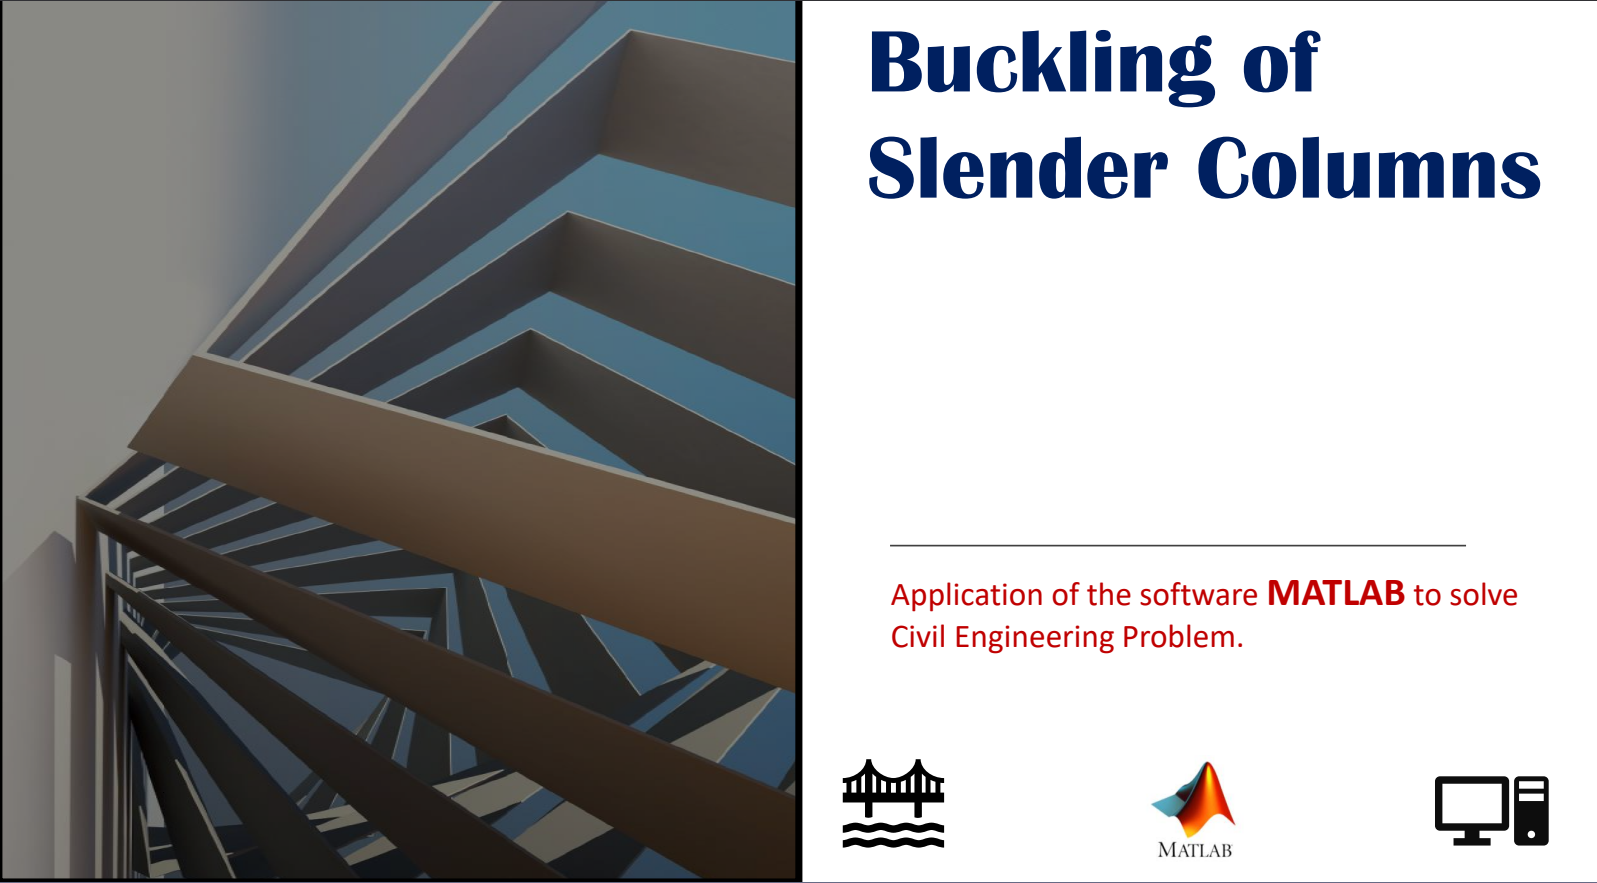 Buckling of
Slender Columns
Application of the software MATLAB to solve
Civil Engineering Problem.
MATLAB